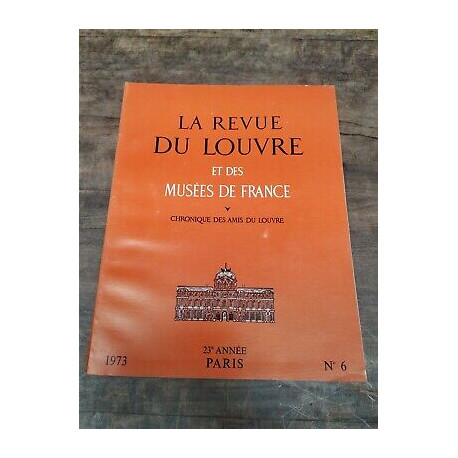 LA REVUE
DU LOUVRE
ET DES
MUSÉES DE FRANCE
CHRONIQUE DES AMIS DU LOUVRE
23e ANNÉE
1973 PARIS N° 6